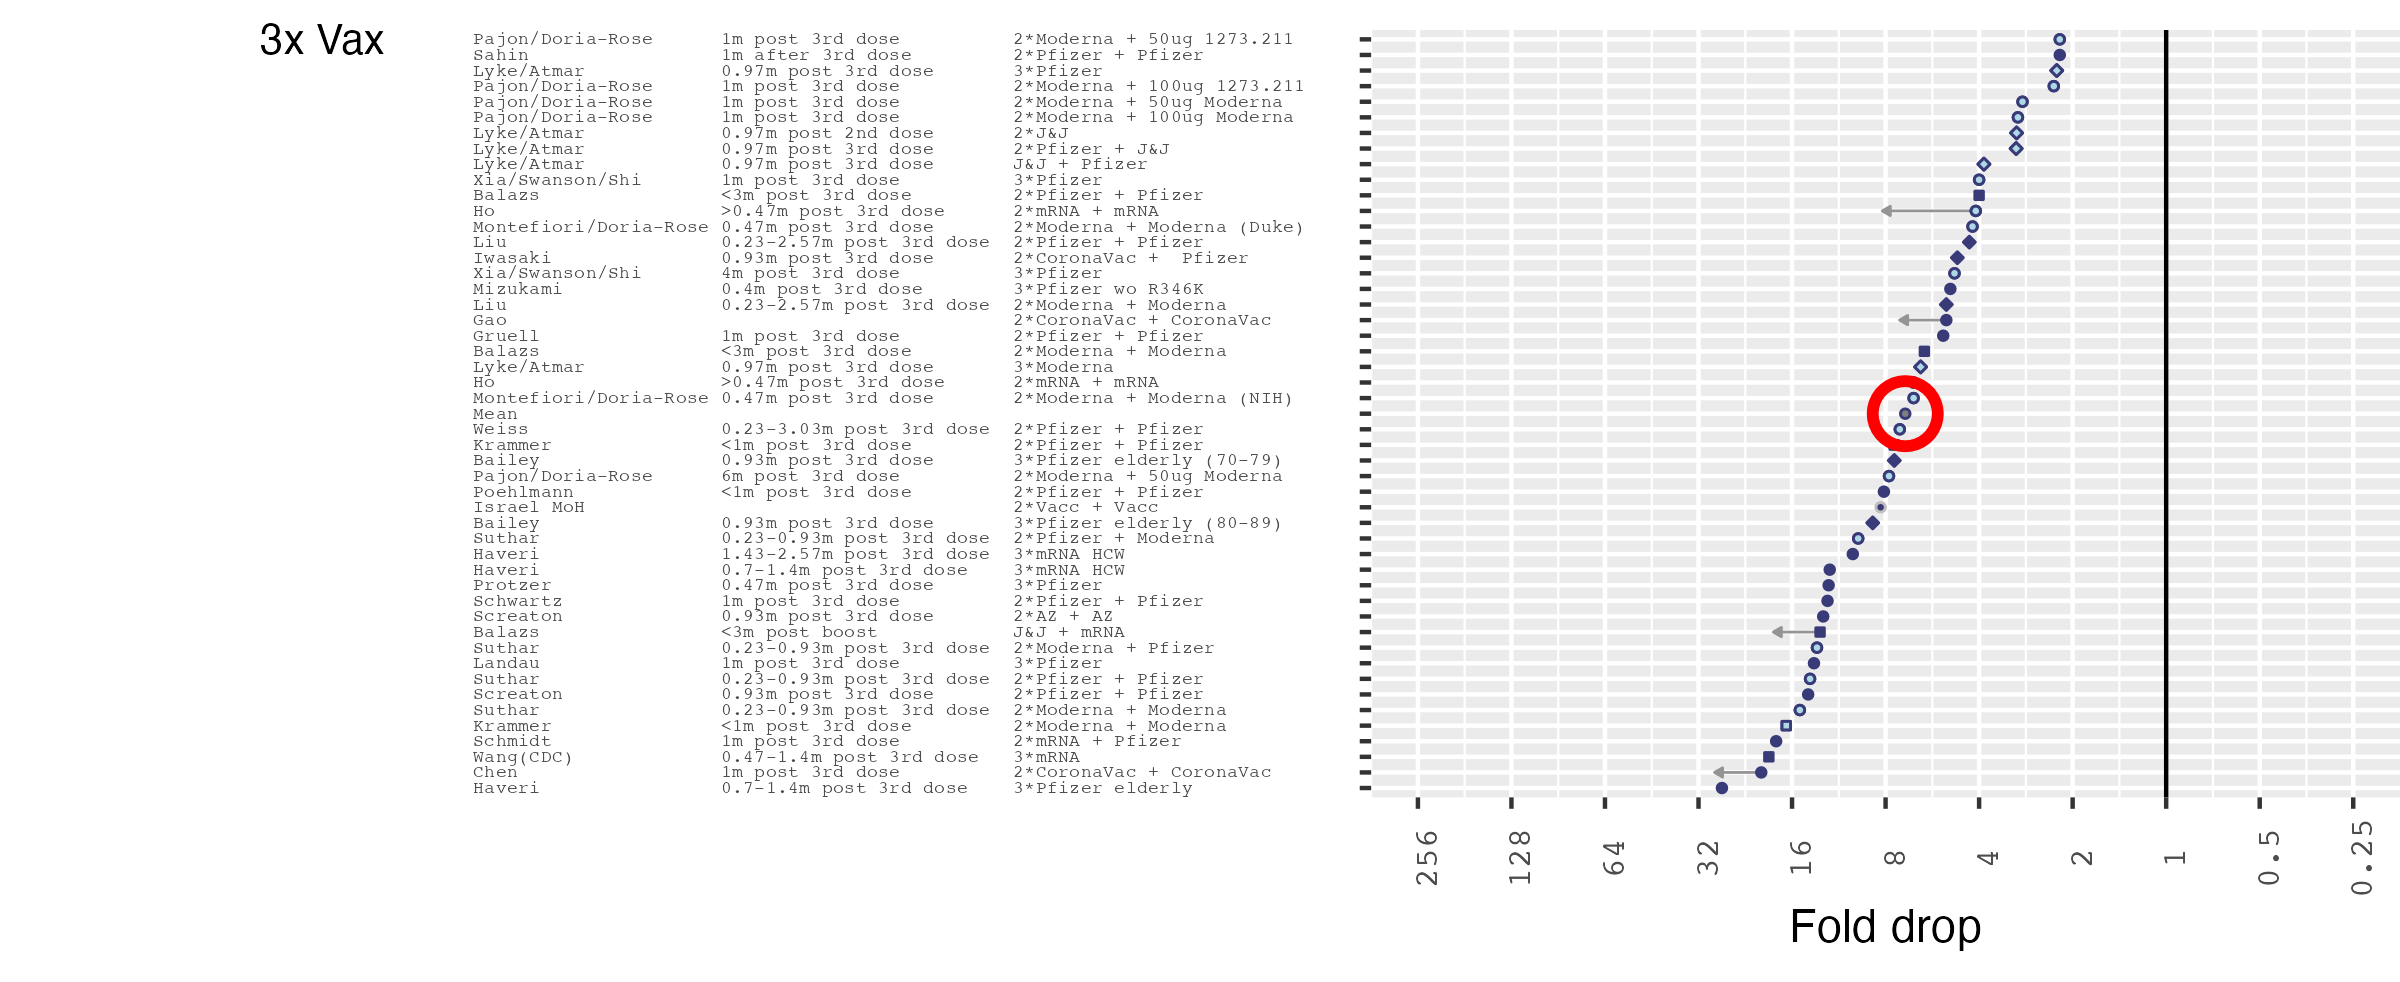 3x Vax
Pajon/Doria-Rose 1m post 3rd dose 2*Moderna + 50ug 1273.211
Sahin 1m after 3rd dose 2*Pfizer + Pfizer
Lyke/Atmar 0.97m post 3rd dose 3*Pfizer
Pajon/Doria-Rose 1m post 3rd dose 2*Moderna + 100ug 1273.211
Pajon/Doria-Rose 1m post 3rd dose 2*Moderna + 50ug Moderna
Pajon/Doria-Rose 1m post 3rd dose 2*Moderna + 100ug Moderna
Lyke/Atmar 0.97m post 2nd dose 2*J&J
Lyke/Atmar 0.97m post 3rd dose 2*Pfizer + J&J
Lyke/Atmar 0.97m post 3rd dose J&J + Pfizer
Xia/Swanson/Shi 1m post 3rd dose 3*Pfizer
Balazs <3m post 3rd dose 2*Pfizer + Pfizer
Ho >0.47m post 3rd dose 2*mRNA + mRNA
Montefiori/Doria-Rose 0.47m post 3rd dose 2*Moderna + Moderna (Duke)
Liu 0.23-2.57m post 3rd dose 2*Pfizer + Pfizer
Iwasaki 0.93m post 3rd dose 2*CoronaVac +  Pfizer
Xia/Swanson/Shi 4m post 3rd dose 3*Pfizer
Mizukami 0.4m post 3rd dose 3*Pfizer wo R346K
Liu 0.23-2.57m post 3rd dose 2*Moderna + Moderna
Gao 2*CoronaVac + CoronaVac
Gruell 1m post 3rd dose 2*Pfizer + Pfizer
Balazs <3m post 3rd dose 2*Moderna + Moderna
Lyke/Atmar 0.97m post 3rd dose 3*Moderna
Ho >0.47m post 3rd dose 2*mRNA + mRNA
Montefiori/Doria-Rose 0.47m post 3rd dose 2*Moderna + Moderna (NIH)
Mean
Weiss 0.23-3.03m post 3rd dose 2*Pfizer + Pfizer
Krammer <1m post 3rd dose 2*Pfizer + Pfizer
Bailey 0.93m post 3rd dose 3*Pfizer elderly (70-79)
Pajon/Doria-Rose 6m post 3rd dose 2*Moderna + 50ug Moderna
Poehlmann <1m post 3rd dose 2*Pfizer + Pfizer
Israel MoH 2*Vacc + Vacc
Bailey 0.93m post 3rd dose 3*Pfizer elderly (80-89)
Suthar 0.23-0.93m post 3rd dose 2*Pfizer + Moderna
Haveri 1.43-2.57m post 3rd dose 3*mRNA HCW
Haveri 0.7-1.4m post 3rd dose 3*mRNA HCW
Protzer 0.47m post 3rd dose 3*Pfizer
Schwartz 1m post 3rd dose 2*Pfizer + Pfizer
Screaton 0.93m post 3rd dose 2*AZ + AZ
Balazs <3m post boost J&J + mRNA
Suthar 0.23-0.93m post 3rd dose 2*Moderna + Pfizer
Landau 1m post 3rd dose 3*Pfizer
Suthar 0.23-0.93m post 3rd dose 2*Pfizer + Pfizer
Screaton 0.93m post 3rd dose 2*Pfizer + Pfizer
Suthar 0.23-0.93m post 3rd dose 2*Moderna + Moderna
Krammer <1m post 3rd dose 2*Moderna + Moderna
Schmidt 1m post 3rd dose 2*mRNA + Pfizer
Wang(CDC) 0.47-1.4m post 3rd dose 3*mRNA
Chen 1m post 3rd dose 2*CoronaVac + CoronaVac
Haveri 0.7-1.4m post 3rd dose 3*Pfizer elderly
256 128 64 32 16 8 4 2 1 0.5 0.25
Fold drop